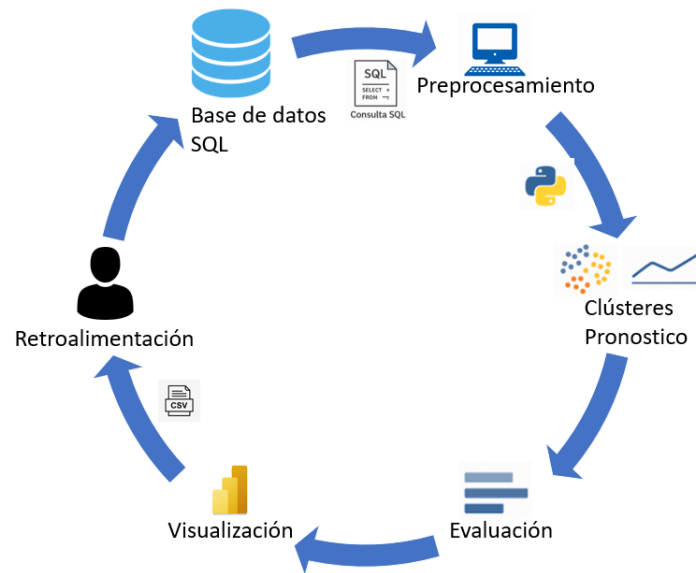 Base de datos
SQL
SQL
SELECT *
FROM
Consulta SQL
Preprocesamiento
Clústeres
Pronostico
Evaluación
Visualización
CSV
Retroalimentación